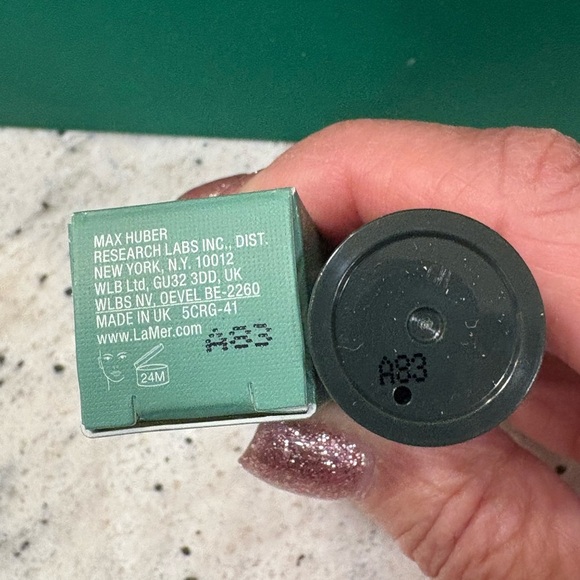 MAX HUBER
RESEARCH LABS INC., DIST.
NEW YORK, N.Y. 10012
WLB Ltd, GU32 3DD, UK
WLBS NV, OEVEL BE-2260
MADE IN UK 5CRG-41
www.LaMer.com
A83
24M
A83